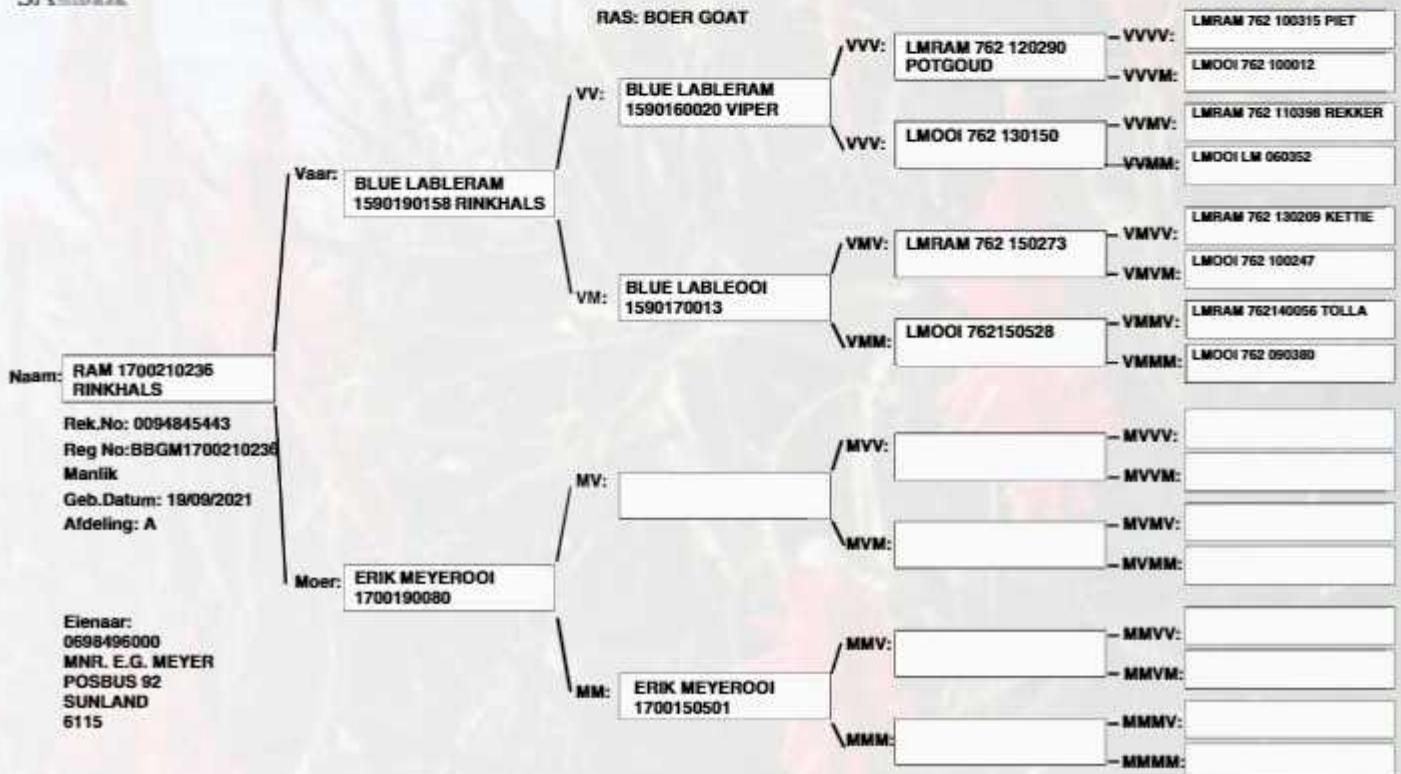 RAS: BOER GOAT
Naam: RAM 1700210236
RINKHALS
Rek.No: 0094845443
Reg No:BBGM1700210236
Manlik
Geb.Datum: 19/09/2021
Afdeling: A
Eienaar:
0698496000
MNR. E.G. MEYER
POSBUS 92
SUNLAND
6115
Vaar: BLUE LABLERAM
1590190158 RINKHALS
Moer: ERIK MEYEROOI
1700190080
VV: BLUE LABLERAM
1590160020 VIPER
VM: BLUE LABLEOOI
1590170013
MV:
MM: ERIK MEYEROOI
1700150501
VVV: LMRAM 762 120290
POTGOUD
VVV: LMOOI 762 130150
VMV: LMRAM 762 150273
VMM: LMOOI 762150528
MVV:
MVM:
MMV:
MMM:
VVVV: LMRAM 762 100315 PIET
VVVM: LMOOI 762 100012
VVMV: LMRAM 762 110398 REKKER
VVMM: LMOOI LM 060352
VMVV: LMRAM 762 130209 KETTIE
VMVM: LMOOI 762 100247
VMMV: LMRAM 762140056 TOLLA
VMMM: LMOOI 762 090380
MVVV:
MVVM:
MVMV:
MVMM:
MMVV:
MMVM:
MMMV:
MMMM: